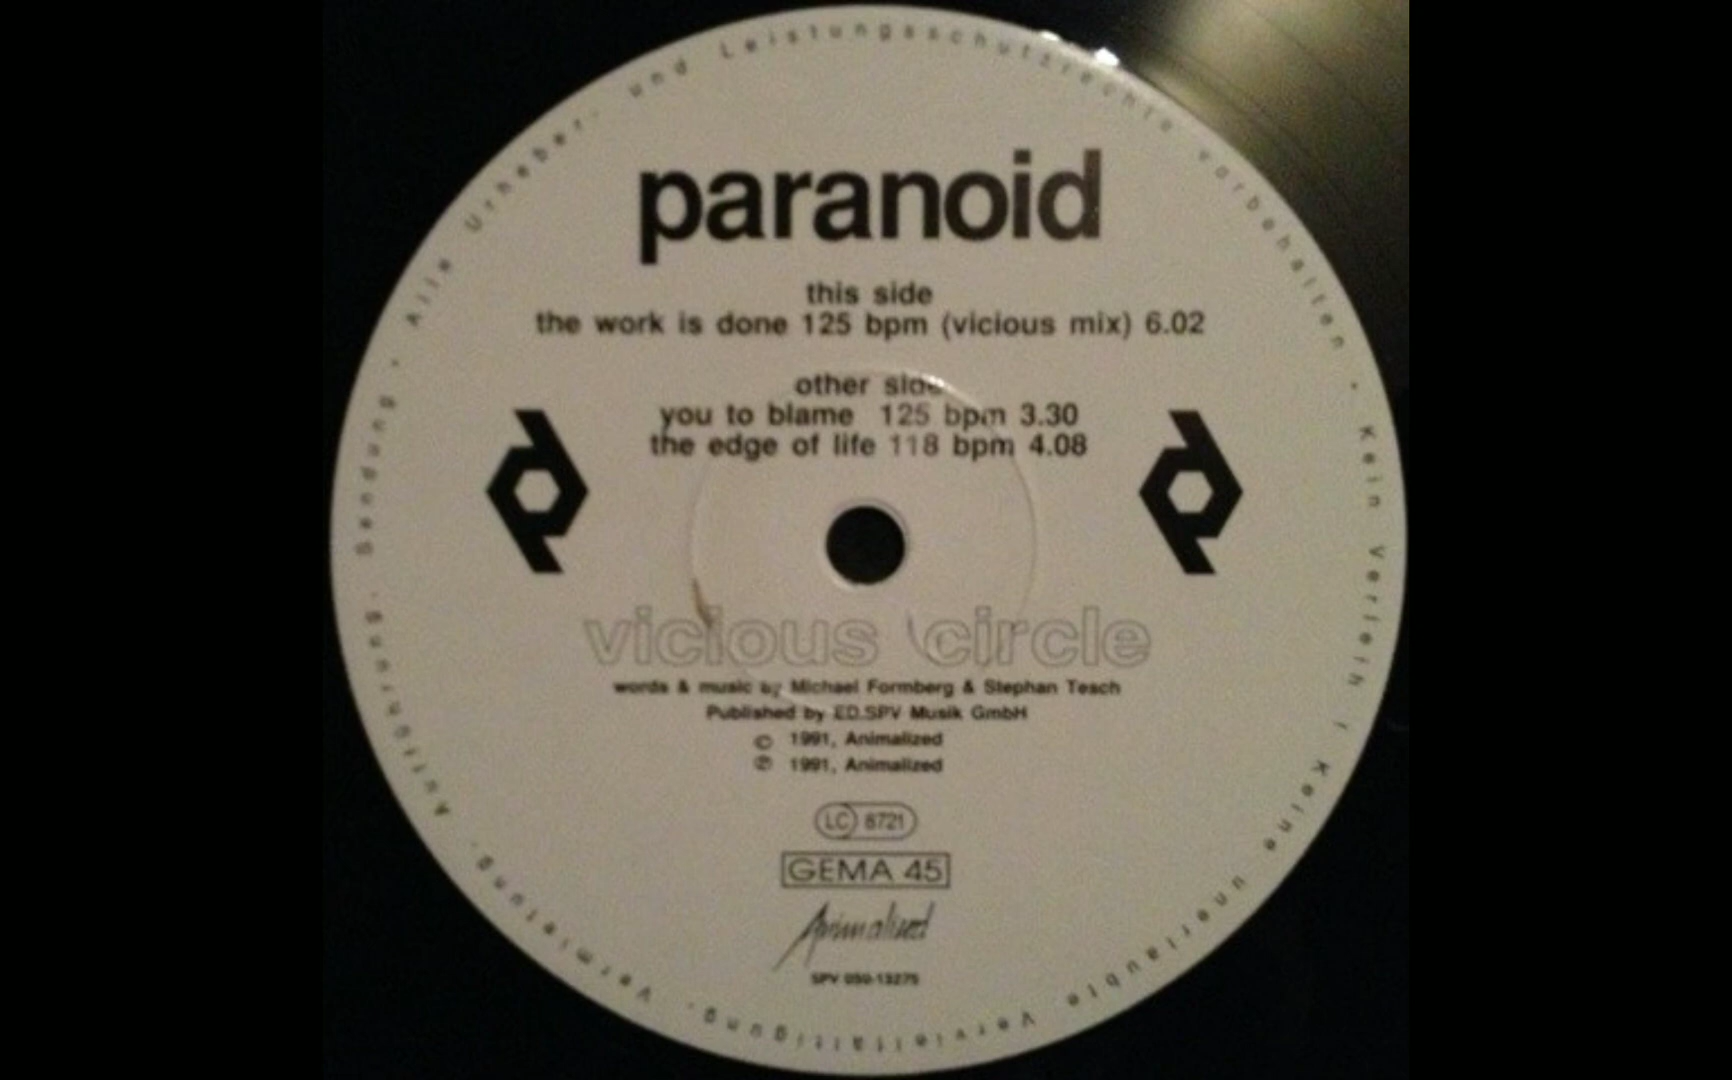 Alle Urheber- und Leistungsschutzrechte vorbehalten · Kein Verleih ! Keine unerlaubte Vervielfältigung, Vermietung, Aufführung, Sendung ·
paranoid
this side
the work is done 125 bpm (vicious mix) 6.02
other side
you to blame 125 bpm 3.30
the edge of life 118 bpm 4.08
vicious circle
words & music by Michael Formberg & Stephan Tesch
Published by ED.SPV Musik GmbH
© 1991, Animalized
℗ 1991, Animalized
LC 8721
GEMA 45
Animalized
SPV 050-13275